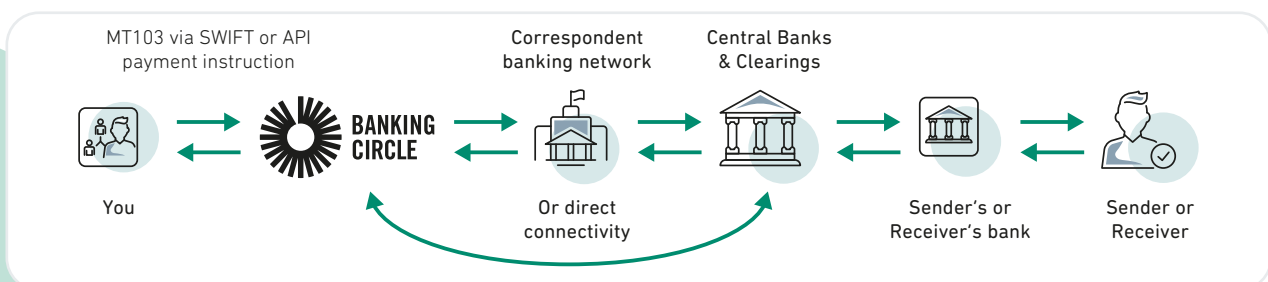 MT103 via SWIFT or API
payment instruction
Correspondent
banking network
Central Banks
& Clearings
BANKING
CIRCLE
You
Or direct
connectivity
Sender's or
Receiver's bank
Sender or
Receiver